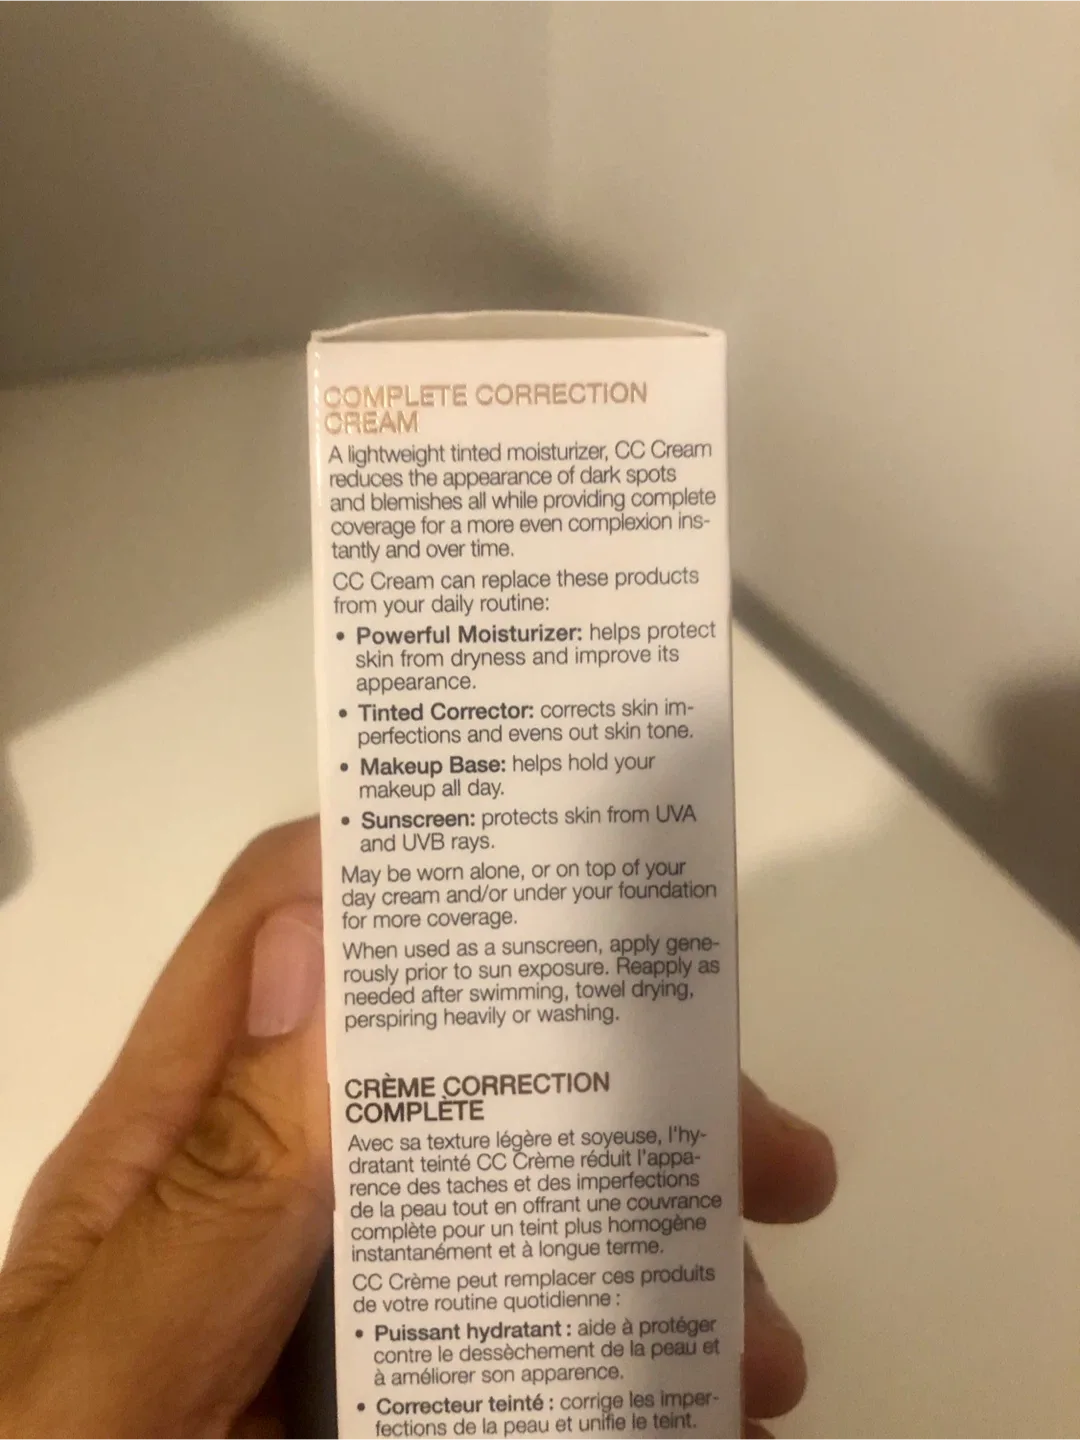 COMPLETE CORRECTION
CREAM
A lightweight tinted moisturizer, CC Cream
reduces the appearance of dark spots
and blemishes all while providing complete
coverage for a more even complexion ins-
tantly and over time.
CC Cream can replace these products
from your daily routine:
• Powerful Moisturizer: helps protect
skin from dryness and improve its
appearance.
• Tinted Corrector: corrects skin im-
perfections and evens out skin tone.
• Makeup Base: helps hold your
makeup all day.
• Sunscreen: protects skin from UVA
and UVB rays.
May be worn alone, or on top of your
day cream and/or under your foundation
for more coverage.
When used as a sunscreen, apply gene-
rously prior to sun exposure. Reapply as
needed after swimming, towel drying,
perspiring heavily or washing.
CRÈME CORRECTION
COMPLÈTE
Avec sa texture légère et soyeuse, l'hy-
dratant teinté CC Crème réduit l'appa-
rence des taches et des imperfections
de la peau tout en offrant une couvrance
complète pour un teint plus homogène
instantanément et à longue terme.
CC Crème peut remplacer ces produits
de votre routine quotidienne :
• Puissant hydratant : aide à protéger
contre le dessèchement de la peau et
à améliorer son apparence.
• Correcteur teinté : corrige les imper-
fections de la peau et unifie le teint.